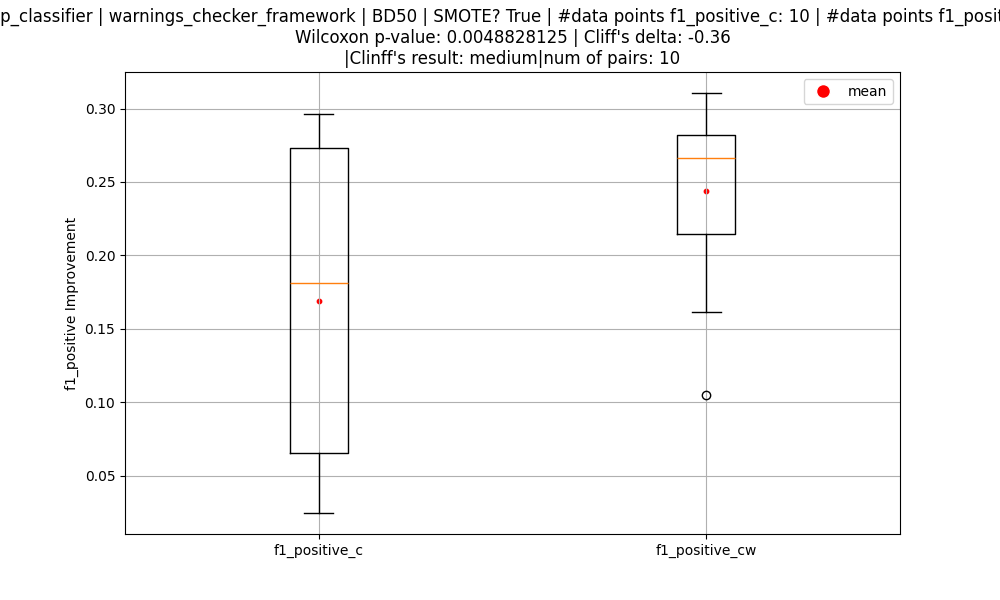 p_classifier | warnings_checker_framework | BD50 | SMOTE? True | #data points f1_positive_c: 10 | #data points f1_posit
Wilcoxon p-value: 0.0048828125 | Cliff's delta: -0.36
|Clinff's result: medium|num of pairs: 10
mean
0.30
0.25
0.20
0.15
0.10
0.05
f1_positive Improvement
f1_positive_c
f1_positive_cw